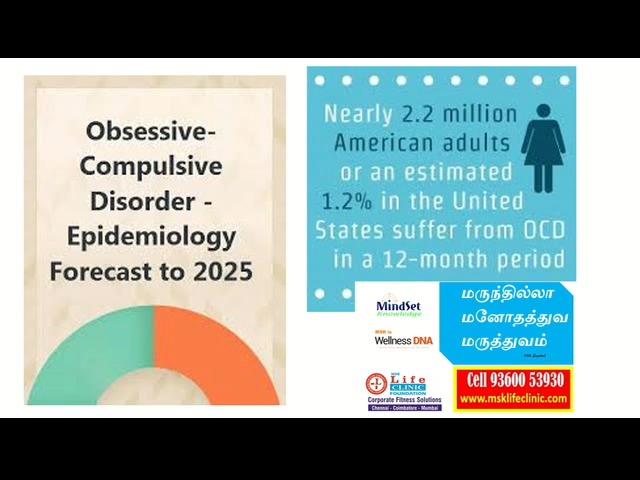 Obsessive-
Compulsive
Disorder -
Epidemiology
Forecast to 2025
Nearly 2.2 million
American adults
or an estimated
1.2% in the United
States suffer from OCD
in a 12-month period
MindSet
Knowledge
Wellness DNA
மருந்தில்லா
மனோதத்துவ
மருத்துவம்
Life
CLINIC
FOUNDATION
Corporate Fitness Solutions
Chennai - Coimbatore - Mumbai
Cell 93600 53930
www.msklifeclinic.com